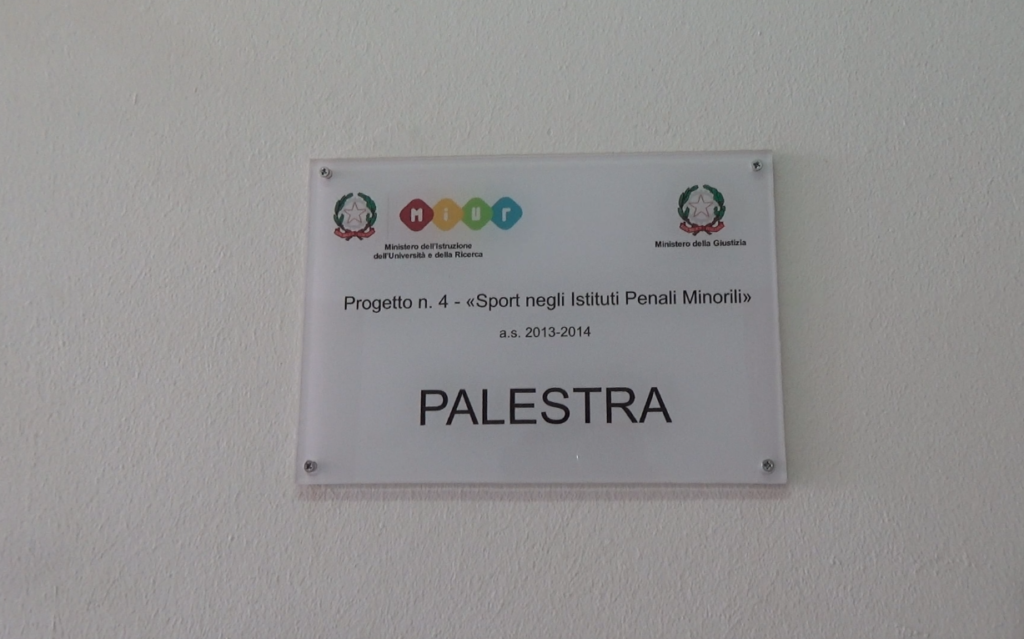 MIUR
Ministero dell'Istruzione
dell'Università e della Ricerca
Ministero della Giustizia
Progetto n. 4 - «Sport negli Istituti Penali Minorili»
a.s. 2013-2014
PALESTRA